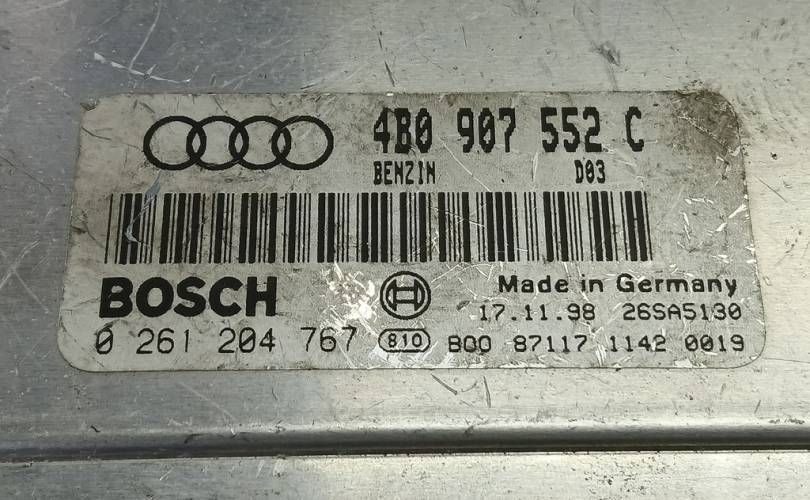 4B0 907 552 C
BENZIN D03
BOSCH
Made in Germany
17.11.98 26SA5130
0 261 204 767 810 BOO 87117 1142 0019